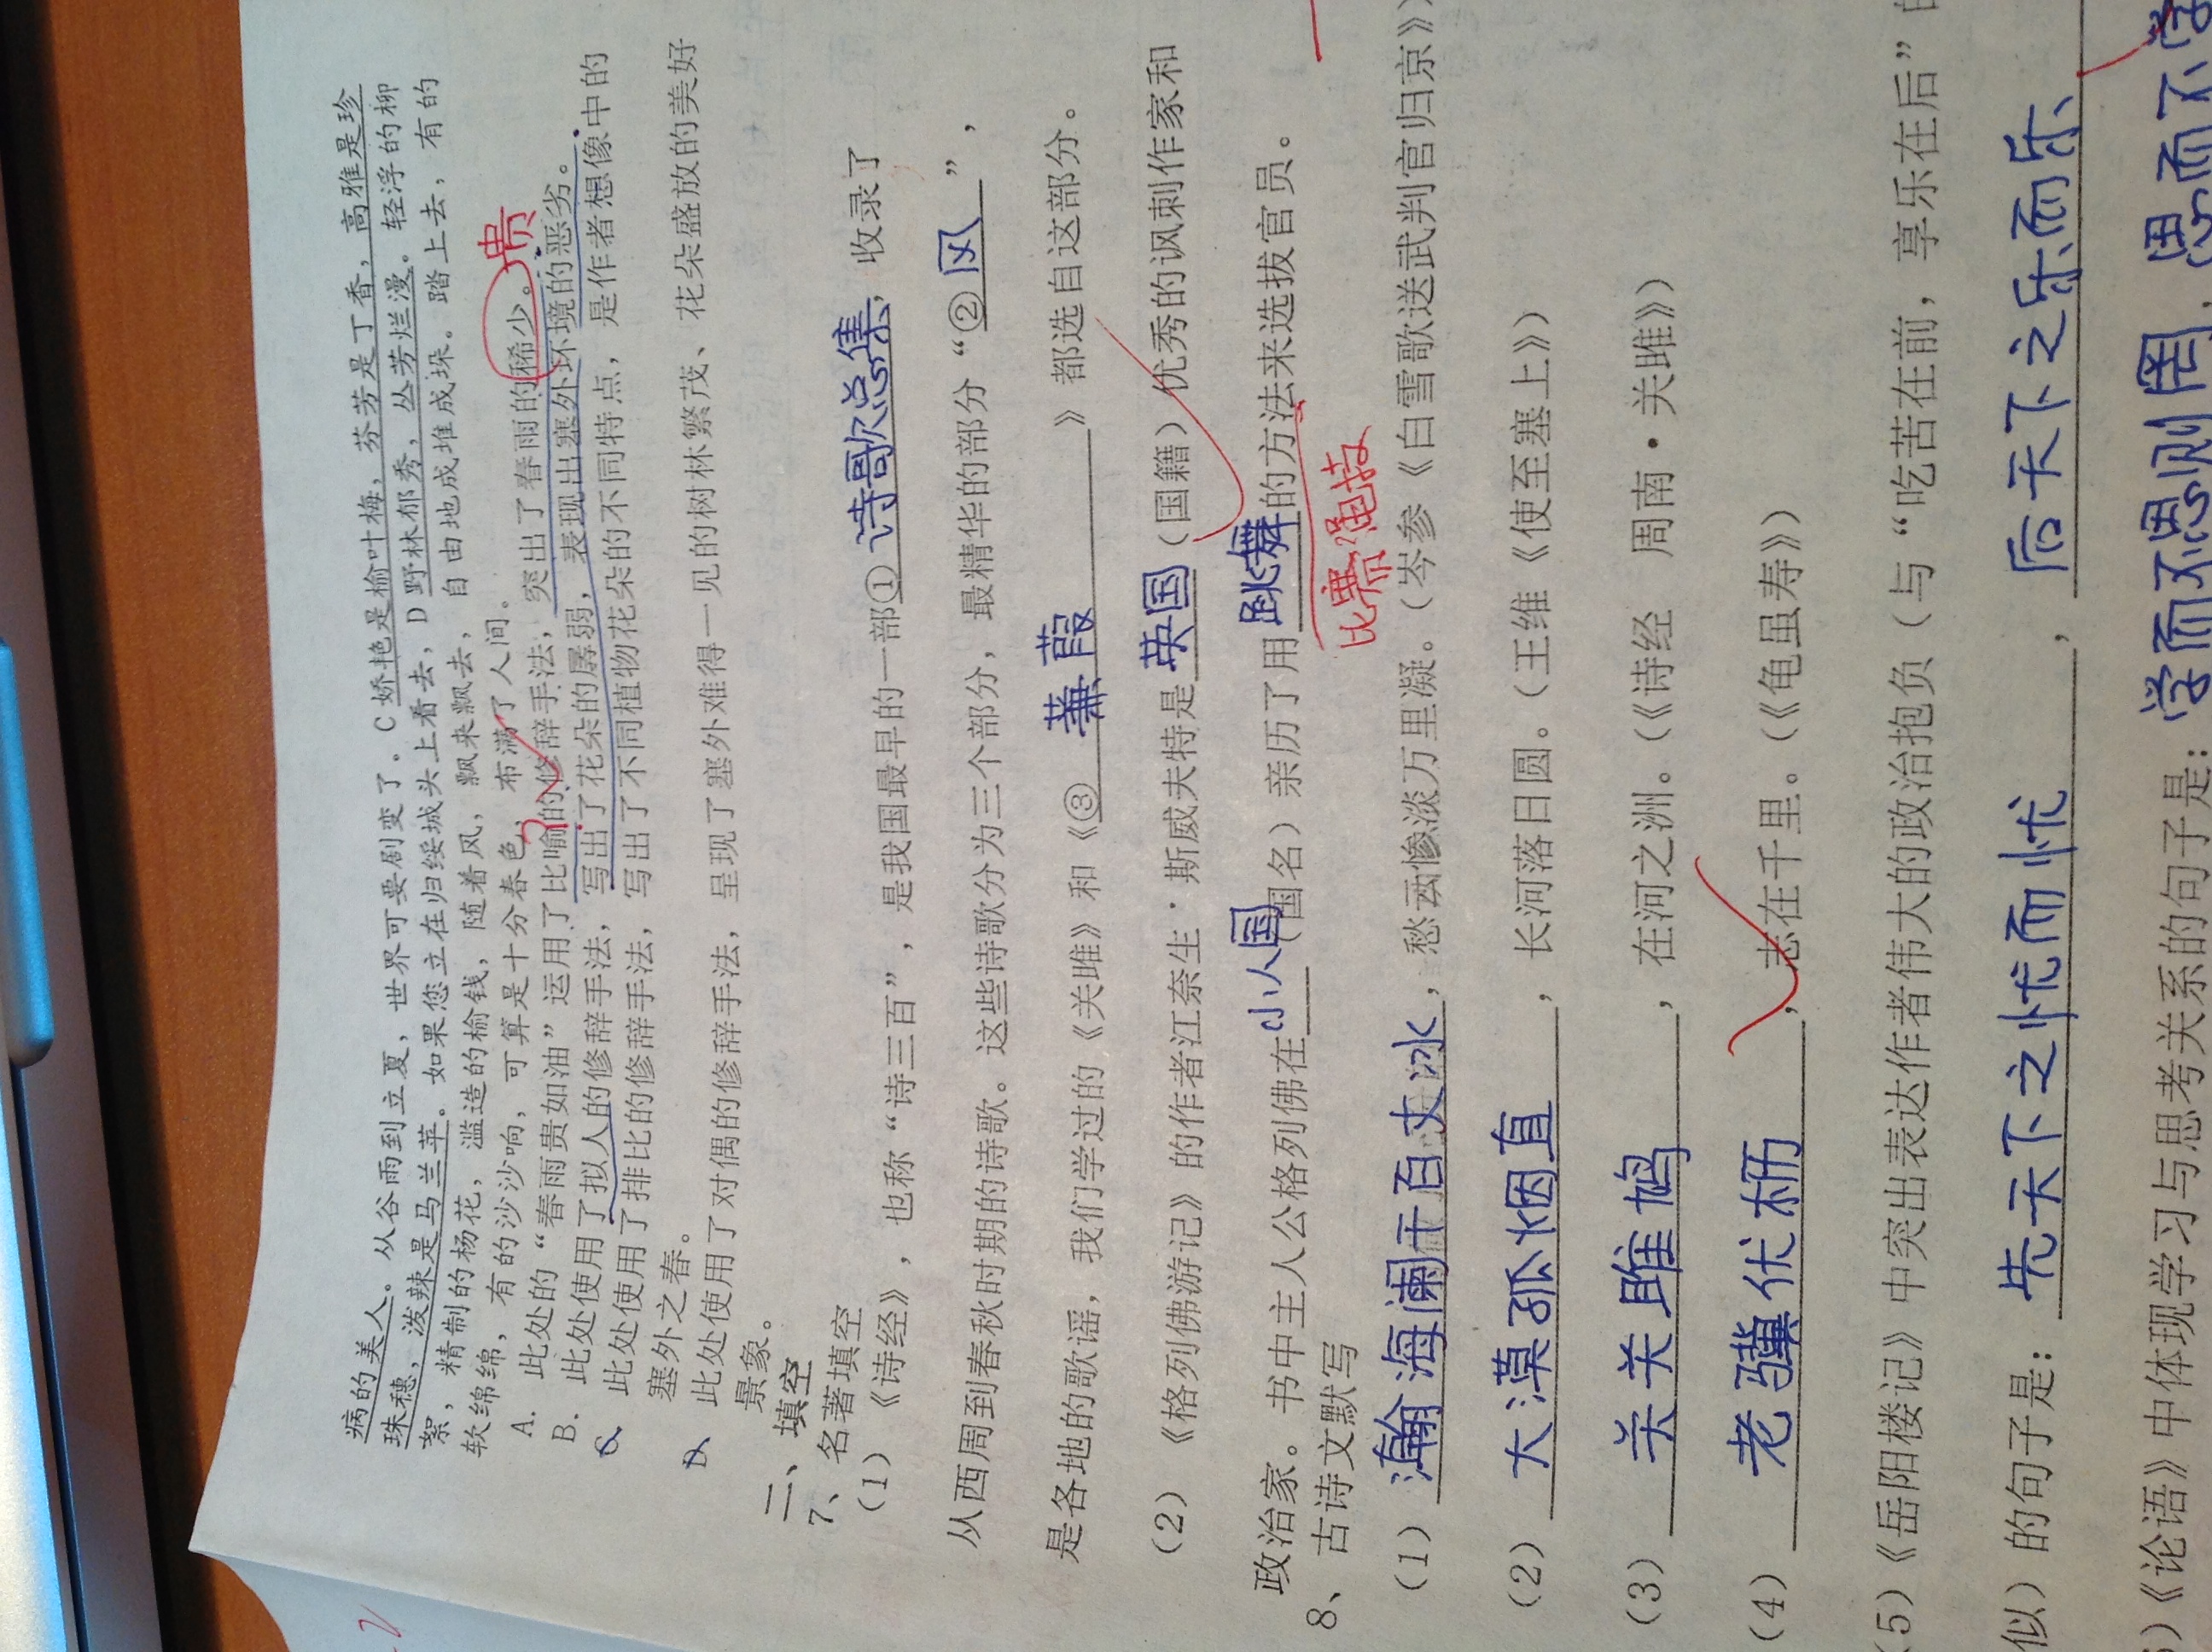 病的美人。从谷雨到立夏，世界可要剧变了。C娇艳是榆叶梅，芬芳是丁香，高雅是珍
珠穗，泼辣是马兰苹。如果您立在归绥城头上看去，D野林郁秀，丛芳烂漫。轻浮的柳
絮，精制的杨花，滥造的榆钱，随着风，飘来飘去，自由地成堆成垛。踏上去，有的
软绵绵，有的沙沙响，可算是十分春色，布满了人间。
A. 此处的“春雨贵如油”运用了比喻的修辞手法，突出了春雨的稀少。贵
?
B. 此处使用了拟人的修辞手法，写出了花朵的孱弱，表现出塞外环境的恶劣。
C 此处使用了排比的修辞手法，写出了不同植物花朵的不同特点，是作者想像中的
塞外之春。
D、此处使用了对偶的修辞手法，呈现了塞外难得一见的树林繁茂、花朵盛放的美好
景象。
二、填空
7、名著填空
（1）《诗经》，也称“诗三百”，是我国最早的一部①诗歌总集，收录了
从西周到春秋时期的诗歌。这些诗歌分为三个部分，最精华的部分“②风”，
是各地的歌谣，我们学过的《关雎》和《③蒹葭》都选自这部分。
（2）《格列佛游记》的作者江奈生·斯威夫特是英国（国籍）优秀的讽刺作家和
政治家。书中主人公格列佛在小人国（国名）亲历了用跳舞的方法来选拔官员。
比赛绳技
8、古诗文默写
（1）瀚海阑干百丈冰，愁云惨淡万里凝。（岑参《白雪歌送武判官归京》）
（2）大漠孤烟直，长河落日圆。（王维《使至塞上》）
（3）关关雎鸠，在河之洲。（《诗经　周南·关雎》）
（4）老骥伏枥，志在千里。（《龟虽寿》）
（5）《岳阳楼记》中突出表达作者伟大的政治抱负（与“吃苦在前，享乐在后”
似）的句子是：先天下之忧而忧，后天下之乐而乐
）《论语》中体现学习与思考关系的句子是：学而不思则罔，思而不学